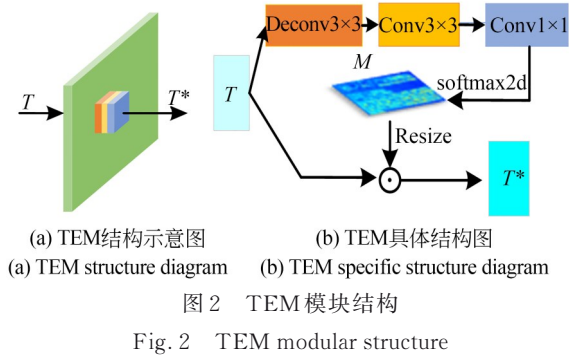 T
T*
Deconv3×3
Conv3×3
Conv1×1
T
M
softmax2d
Resize
T*
(a) TEM结构示意图
(b) TEM具体结构图
(a) TEM structure diagram
(b) TEM specific structure diagram
图2 TEM模块结构
Fig. 2 TEM modular structure